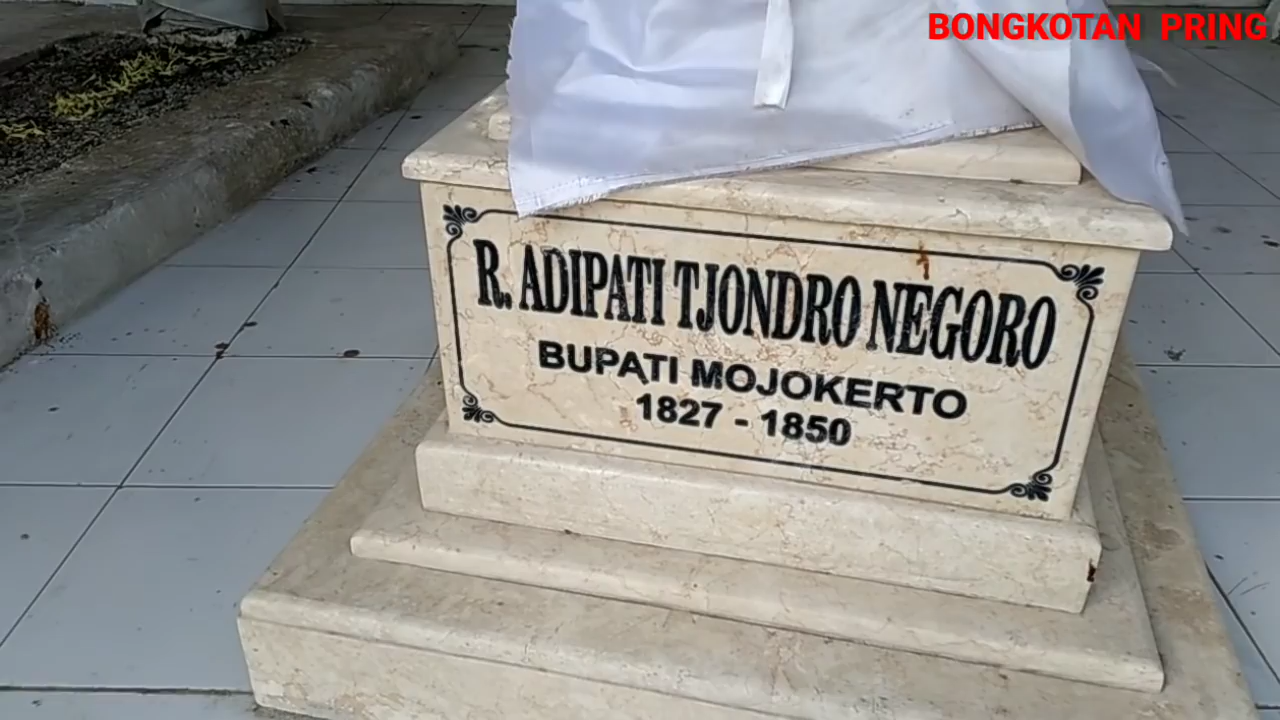 BONGKOTAN PRING
R. ADIPATI TJONDRO NEGORO
BUPATI MOJOKERTO
1827 - 1850